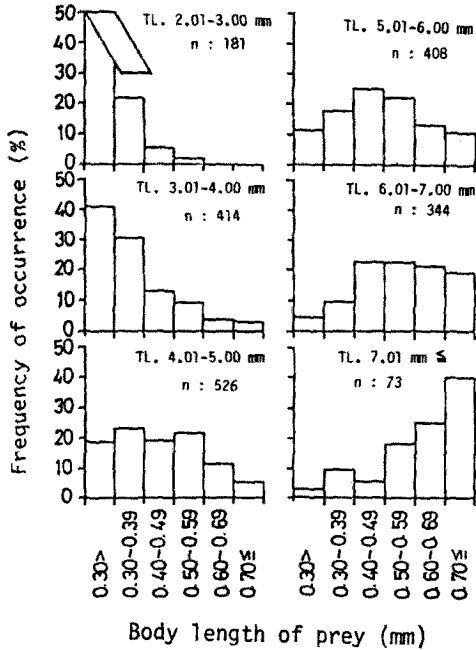 Frequency of occurrence (%)
50
40
30
20
10
0
TL. 2.01-3.00 mm
n : 181
TL. 5.01-6.00 mm
n : 408
50
40
30
20
10
0
TL. 3.01-4.00 mm
n : 414
TL. 6.01-7.00 mm
n : 344
50
40
30
20
10
0
TL. 4.01-5.00 mm
n : 526
TL. 7.01 mm ≦
n : 73
0.30>
0.30~0.39
0.40~0.49
0.50~0.59
0.60~0.69
0.70≦
0.30>
0.30~0.39
0.40~0.49
0.50~0.59
0.60~0.69
0.70≦
Body length of prey (mm)